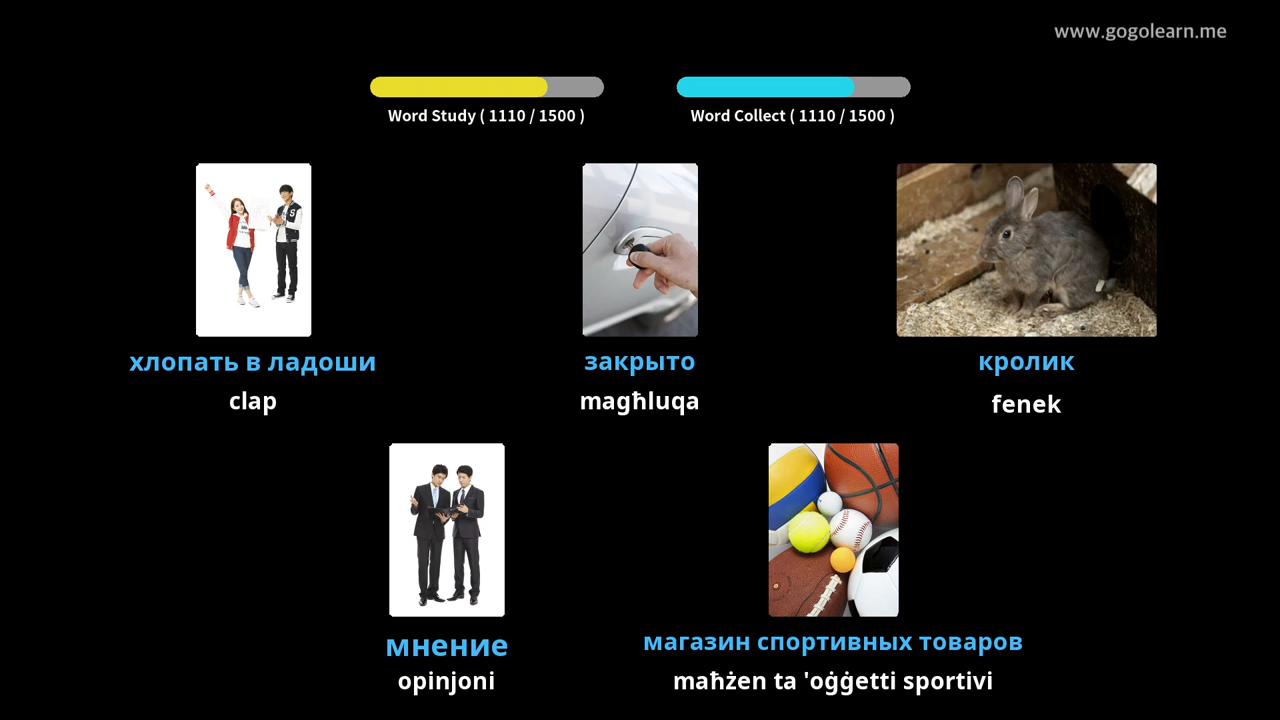 www.gogolearn.me
Word Study ( 1110 / 1500 )
Word Collect ( 1110 / 1500 )
хлопать в ладоши
clap
закрыто
magħluqa
кролик
fenek
мнение
opinjoni
магазин спортивных товаров
maħżen ta 'oġġetti sportivi